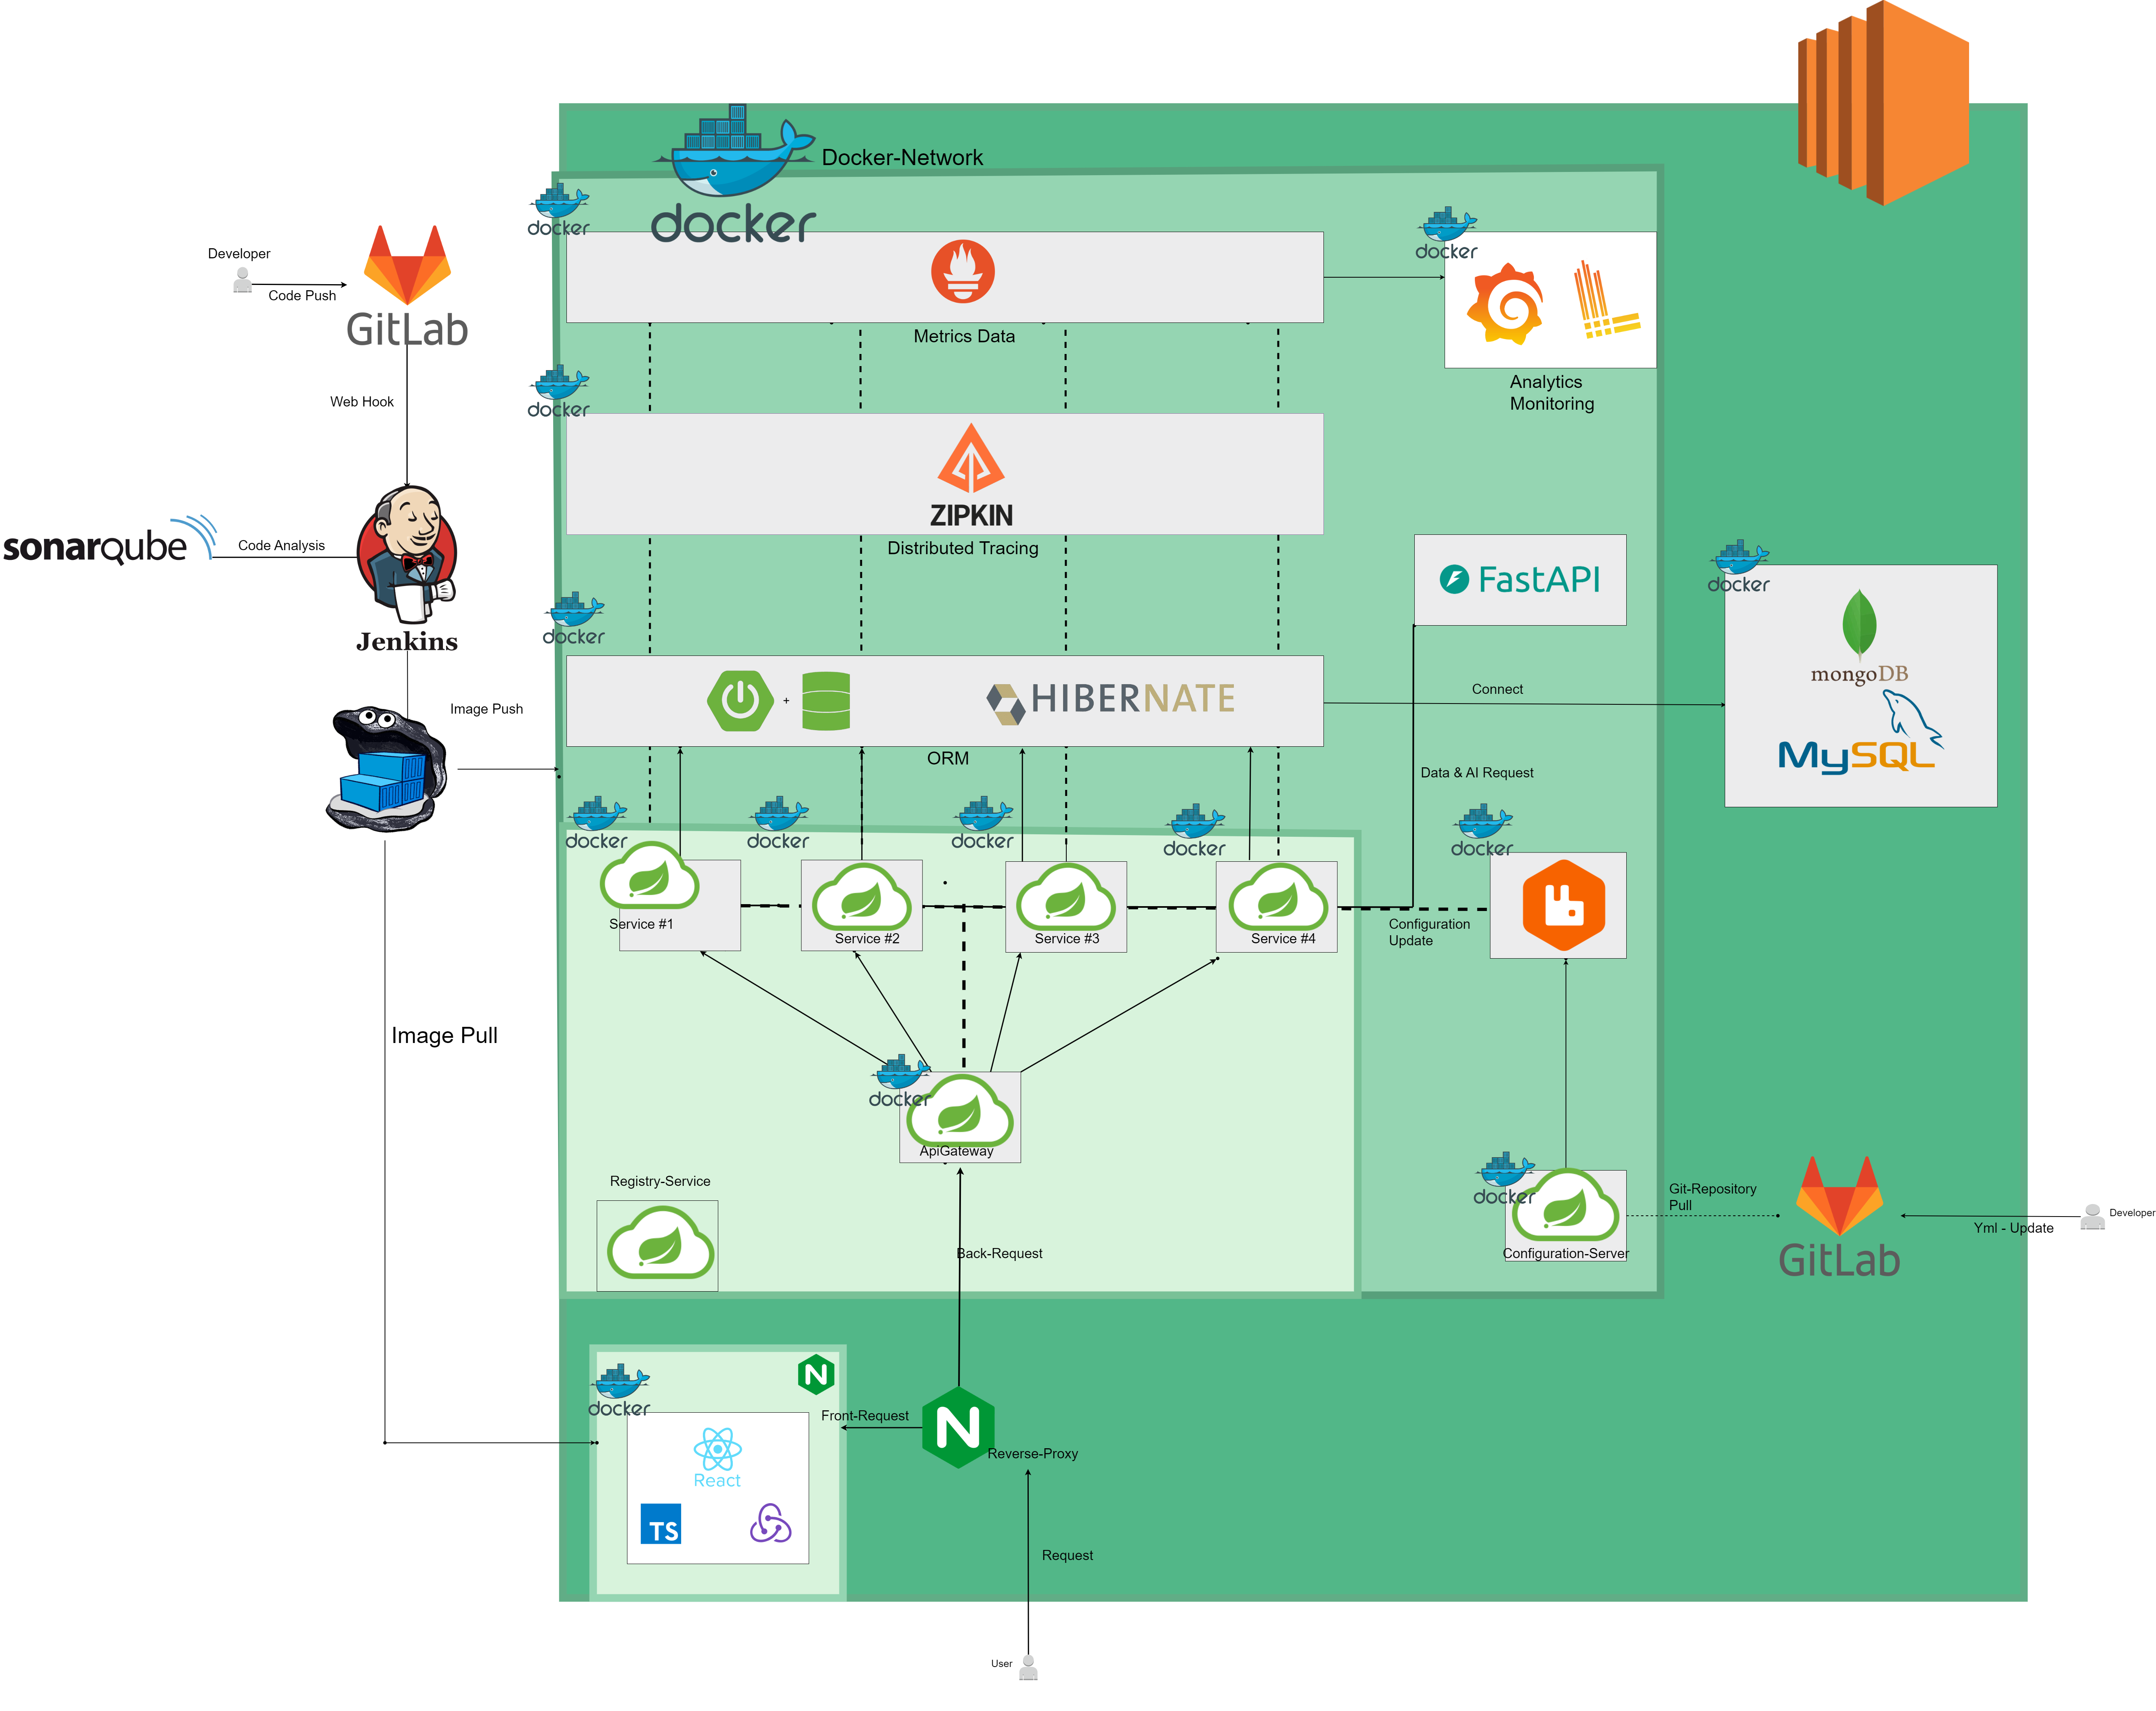 Docker-Network
docker
docker
docker
Developer
Code Push
GitLab
Metrics Data
Analytics
Monitoring
docker
Web Hook
ZIPKIN
Distributed Tracing
sonarqube
Code Analysis
Jenkins
FastAPI
docker
docker
mongoDB
MySQL
+
HIBERNATE
ORM
Connect
Image Push
Data & AI Request
docker
docker
docker
docker
docker
Service #1
Service #2
Service #3
Service #4
Configuration
Update
Image Pull
docker
ApiGateway
Registry-Service
Back-Request
docker
Configuration-Server
Git-Repository
Pull
GitLab
Yml - Update
Developer
docker
N
React
TS
Front-Request
N
Reverse-Proxy
Request
User